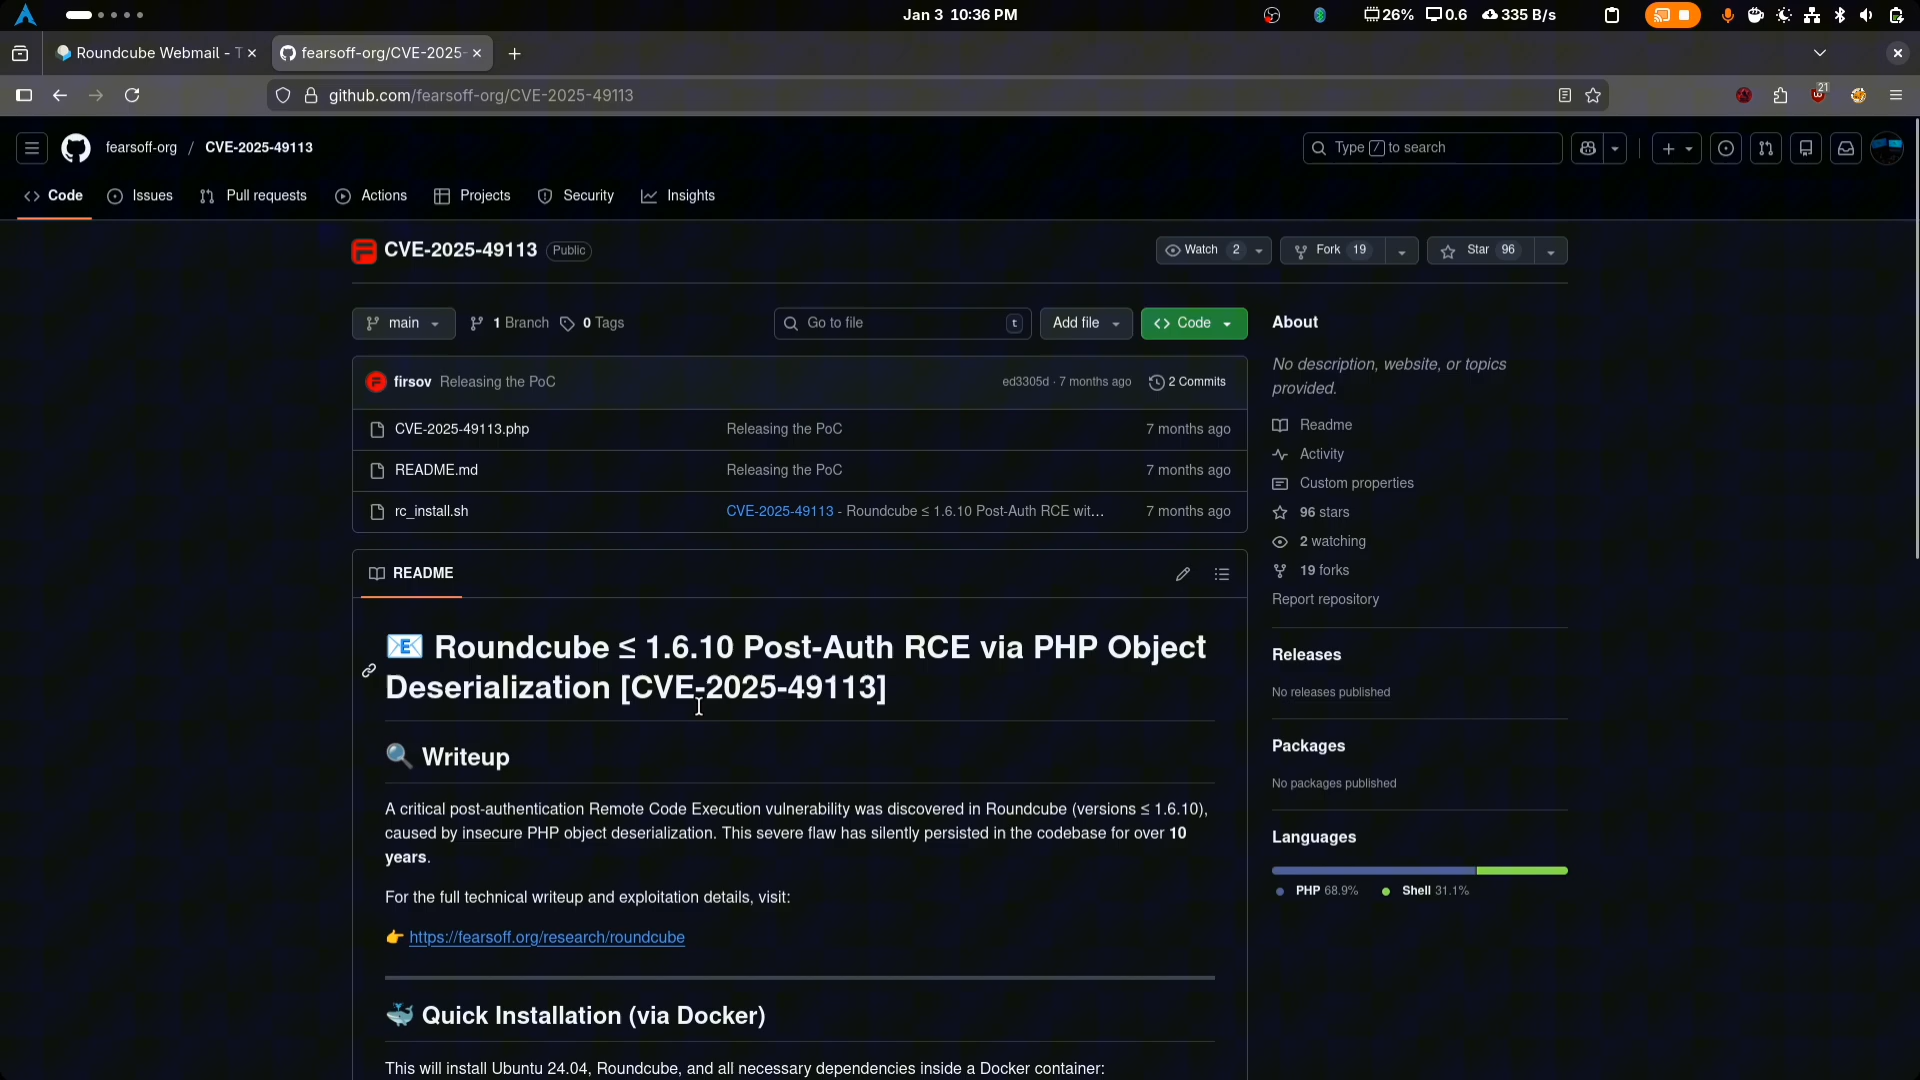 Jan 3 10:36 PM
26%
0.6
335 B/s
Roundcube Webmail - T
fearsoff-org/CVE-2025-
github.com/fearsoff-org/CVE-2025-49113
21
fearsoff-org / CVE-2025-49113
Type / to search
Code
Issues
Pull requests
Actions
Projects
Security
Insights
CVE-2025-49113 Public
Watch 2
Fork 19
Star 96
main
1 Branch
0 Tags
Go to file t
Add file
Code
firsov Releasing the PoC ed3305d · 7 months ago 2 Commits
CVE-2025-49113.php Releasing the PoC 7 months ago
README.md Releasing the PoC 7 months ago
rc_install.sh CVE-2025-49113 - Roundcube ≤ 1.6.10 Post-Auth RCE wit... 7 months ago
README
📧 Roundcube ≤ 1.6.10 Post-Auth RCE via PHP Object
Deserialization [CVE-2025-49113]
🔍 Writeup
A critical post-authentication Remote Code Execution vulnerability was discovered in Roundcube (versions ≤ 1.6.10),
caused by insecure PHP object deserialization. This severe flaw has silently persisted in the codebase for over 10
years.
For the full technical writeup and exploitation details, visit:
👉 https://fearsoff.org/research/roundcube
🐳 Quick Installation (via Docker)
This will install Ubuntu 24.04, Roundcube, and all necessary dependencies inside a Docker container:
About
No description, website, or topics
provided.
Readme
Activity
Custom properties
96 stars
2 watching
19 forks
Report repository
Releases
No releases published
Packages
No packages published
Languages
PHP 68.9%
Shell 31.1%